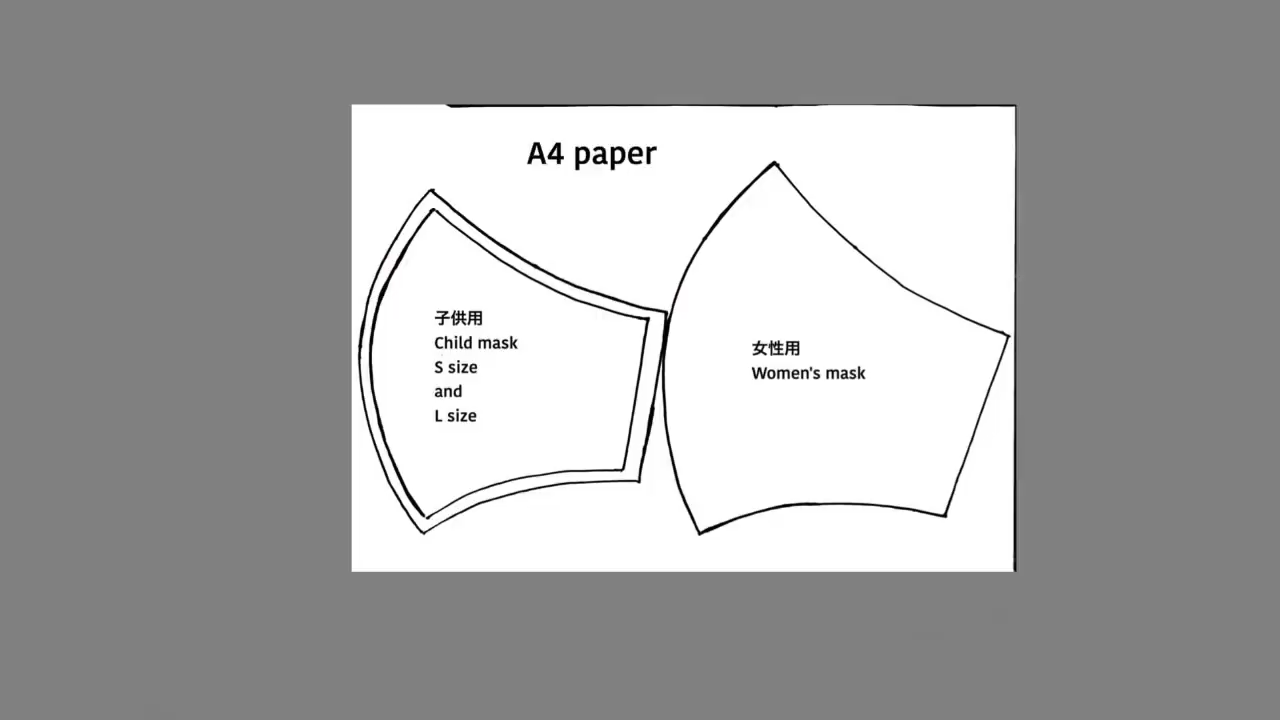 A4 paper
子供用
Child mask
S size
and
L size
女性用
Women's mask